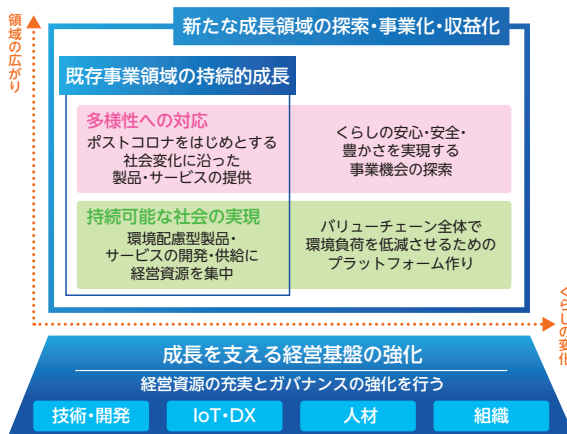 領域の広がり
新たな成長領域の探索・事業化・収益化
既存事業領域の持続的成長
多様性への対応
ポストコロナをはじめとする
社会変化に沿った
製品・サービスの提供
くらしの安心・安全・
豊かさを実現する
事業機会の探索
持続可能な社会の実現
環境配慮型製品・
サービスの開発・供給に
経営資源を集中
バリューチェーン全体で
環境負荷を低減させるための
プラットフォーム作り
くらしの変化
成長を支える経営基盤の強化
経営資源の充実とガバナンスの強化を行う
技術・開発
IoT・DX
人材
組織